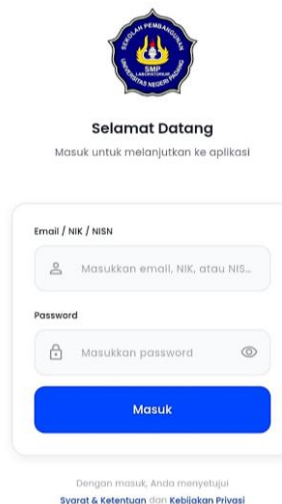 SEKOLAH PEMBANGUNAN
SMP
LABORATORIUM
UNIVERSITAS NEGERI PADANG
Selamat Datang
Masuk untuk melanjutkan ke aplikasi
Email / NIK / NISN
Masukkan email, NIK, atau NIS...
Password
Masukkan password
Masuk
Dengan masuk, Anda menyetujui
Syarat & Ketentuan dan Kebijakan Privasi